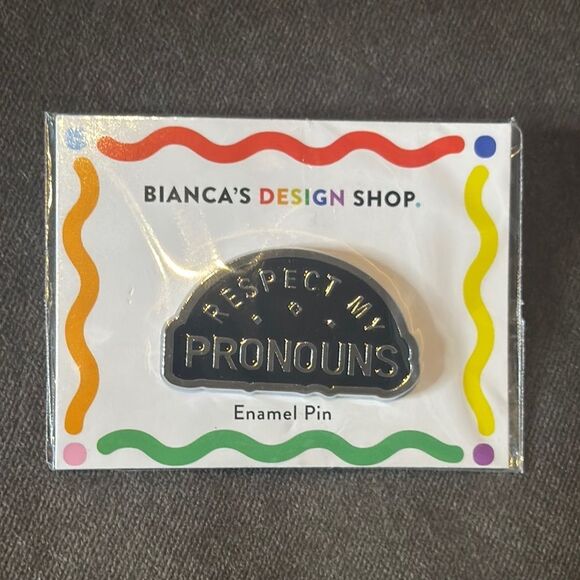 BIANCA'S DESIGN SHOP.
RESPECT MY
PRONOUNS
Enamel Pin